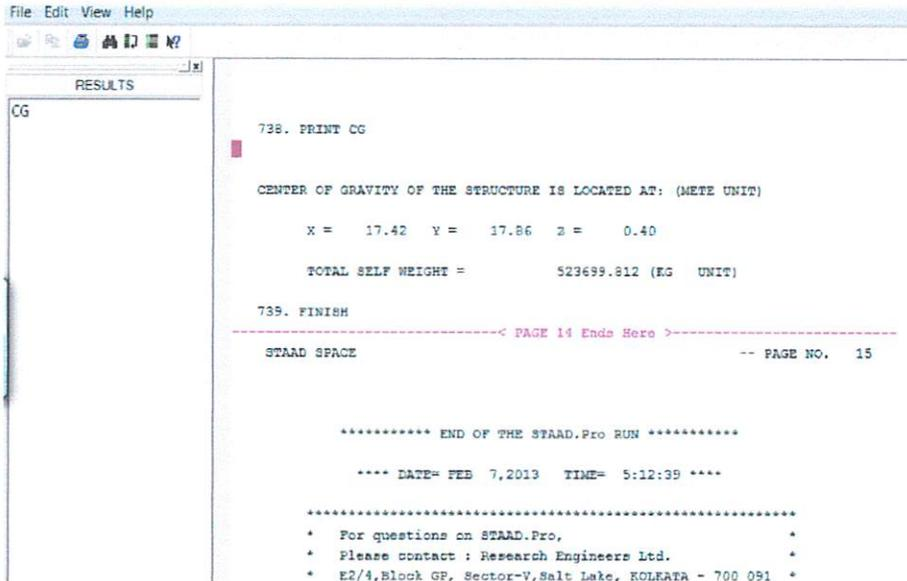 File Edit View Help
RESULTS
CG
738. PRINT CG
CENTER OF GRAVITY OF THE STRUCTURE IS LOCATED AT: (METE UNIT)
X = 17.42 Y = 17.86 Z = 0.40
TOTAL SELF WEIGHT = 523699.812 (KG UNIT)
739. FINISH
-----------------------------< PAGE 14 Ends Here >-----------------------------
STAAD SPACE -- PAGE NO. 15
*********** END OF THE STAAD.Pro RUN ***********
**** DATE= FEB 7,2013 TIME= 5:12:39 ****
************************************************************
* For questions on STAAD.Pro, *
* Please contact : Research Engineers Ltd. *
* E2/4,Block GP, Sector-V,Salt Lake, KOLKATA - 700 091 *